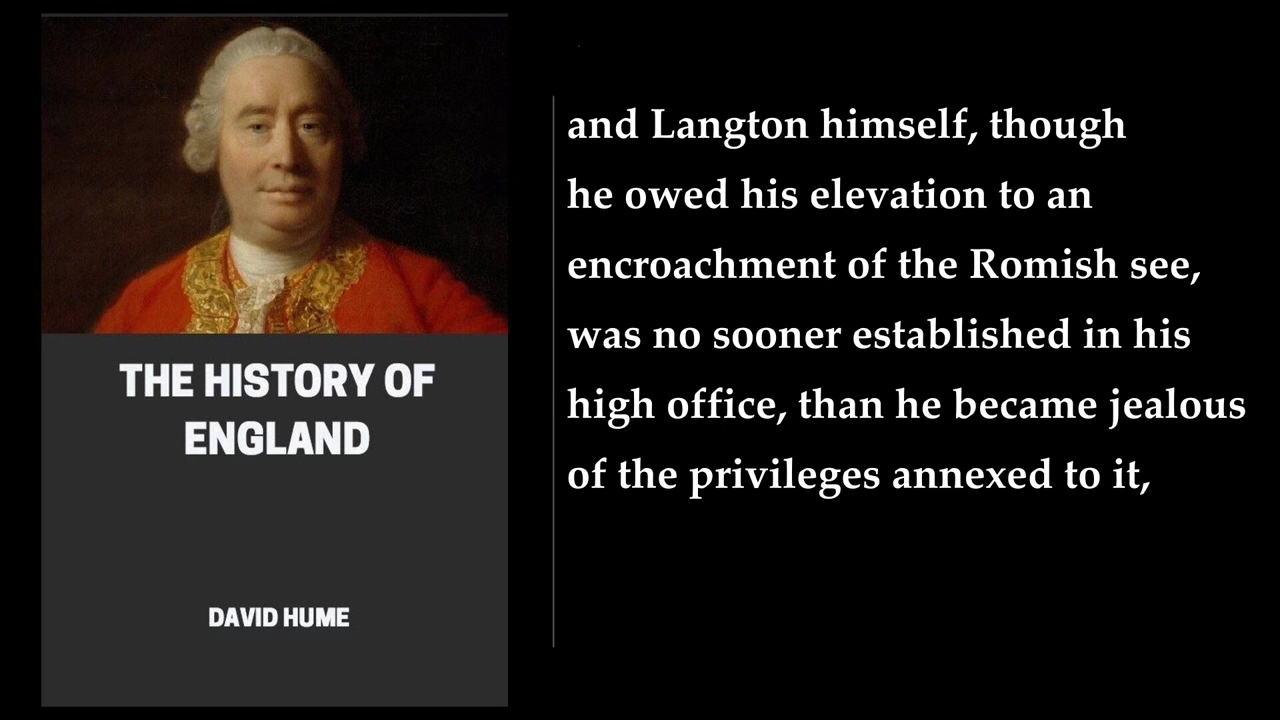 THE HISTORY OF
ENGLAND
DAVID HUME
and Langton himself, though
he owed his elevation to an
encroachment of the Romish see,
was no sooner established in his
high office, than he became jealous
of the privileges annexed to it,